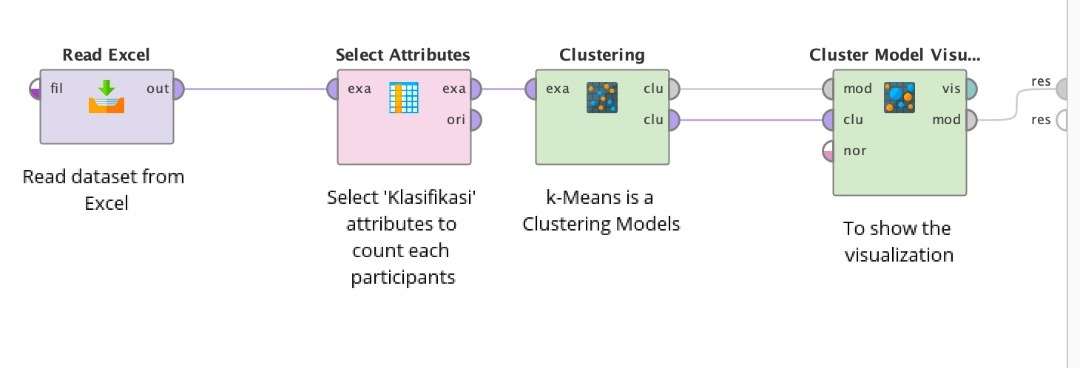 Read Excel
fil
out
Read dataset from
Excel
Select Attributes
exa
exa
ori
Select 'Klasifikasi'
attributes to
count each
participants
Clustering
exa
clu
clu
k-Means is a
Clustering Models
Cluster Model Visu...
mod
vis
clu
mod
nor
To show the
visualization
res
res